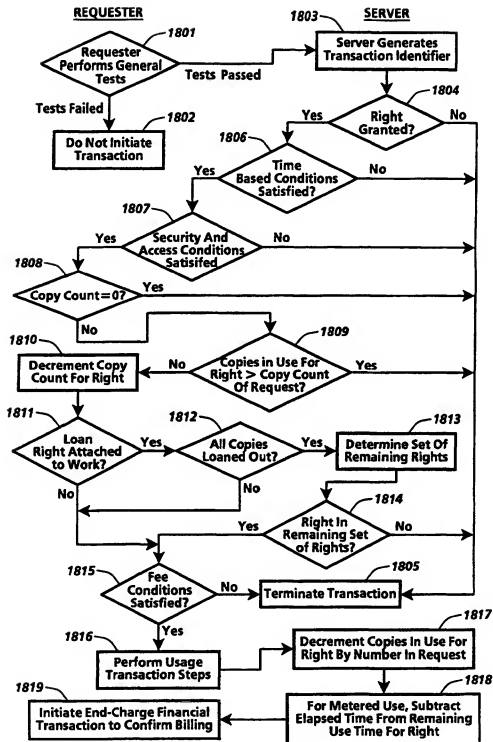 REQUESTER
SERVER
1801
Requester
Performs General
Tests
Tests Passed
1803
Server Generates
Transaction Identifier
Tests Failed
1802
Do Not Initiate
Transaction
1804
Yes
Right
Granted?
No
1806
Yes
Time
Based Conditions
Satisfied?
No
1807
Yes
Security And
Access Conditions
Satisifed
No
1808
Copy Count=0?
Yes
No
1809
1810
Decrement Copy
Count For Right
No
Copies in Use For
Right > Copy Count
Of Request?
Yes
1811
Loan
Right Attached
to Work?
Yes
No
1812
All Copies
Loaned Out?
Yes
No
1813
Determine Set Of
Remaining Rights
1814
Yes
Right In
Remaining Set
of Rights?
No
1815
Fee
Conditions
Satisfied?
No
Yes
1805
Terminate Transaction
1816
Perform Usage
Transaction Steps
1817
Decrement Copies In Use For
Right By Number In Request
1818
For Metered Use, Subtract
Elapsed Time From Remaining
Use Time For Right
1819
Initiate End-Charge Financial
Transaction to Confirm Billing